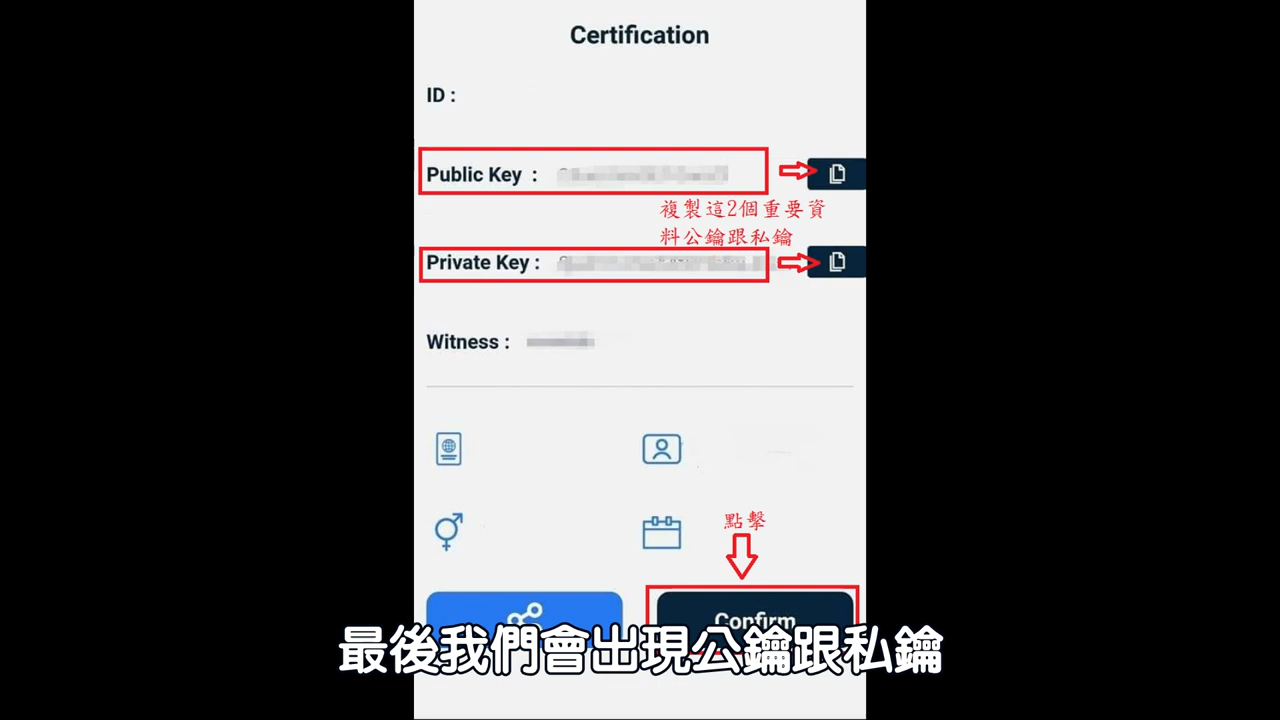 Certification
ID :
Public Key :
複製這2個重要資
料公鑰跟私鑰
Private Key :
Witness :
點擊
Confirm
最後我們會出現公鑰跟私鑰